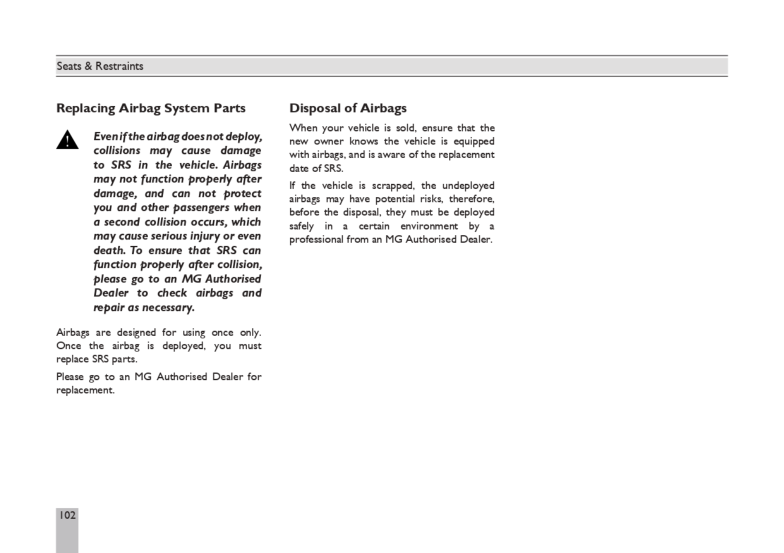 Seats & Restraints
Replacing Airbag System Parts
Even if the airbag does not deploy,
collisions may cause damage
to SRS in the vehicle. Airbags
may not function properly after
damage, and can not protect
you and other passengers when
a second collision occurs, which
may cause serious injury or even
death. To ensure that SRS can
function properly after collision,
please go to an MG Authorised
Dealer to check airbags and
repair as necessary.
Airbags are designed for using once only.
Once the airbag is deployed, you must
replace SRS parts.
Please go to an MG Authorised Dealer for
replacement.
Disposal of Airbags
When your vehicle is sold, ensure that the
new owner knows the vehicle is equipped
with airbags, and is aware of the replacement
date of SRS.
If the vehicle is scrapped, the undeployed
airbags may have potential risks, therefore,
before the disposal, they must be deployed
safely in a certain environment by a
professional from an MG Authorised Dealer.
102